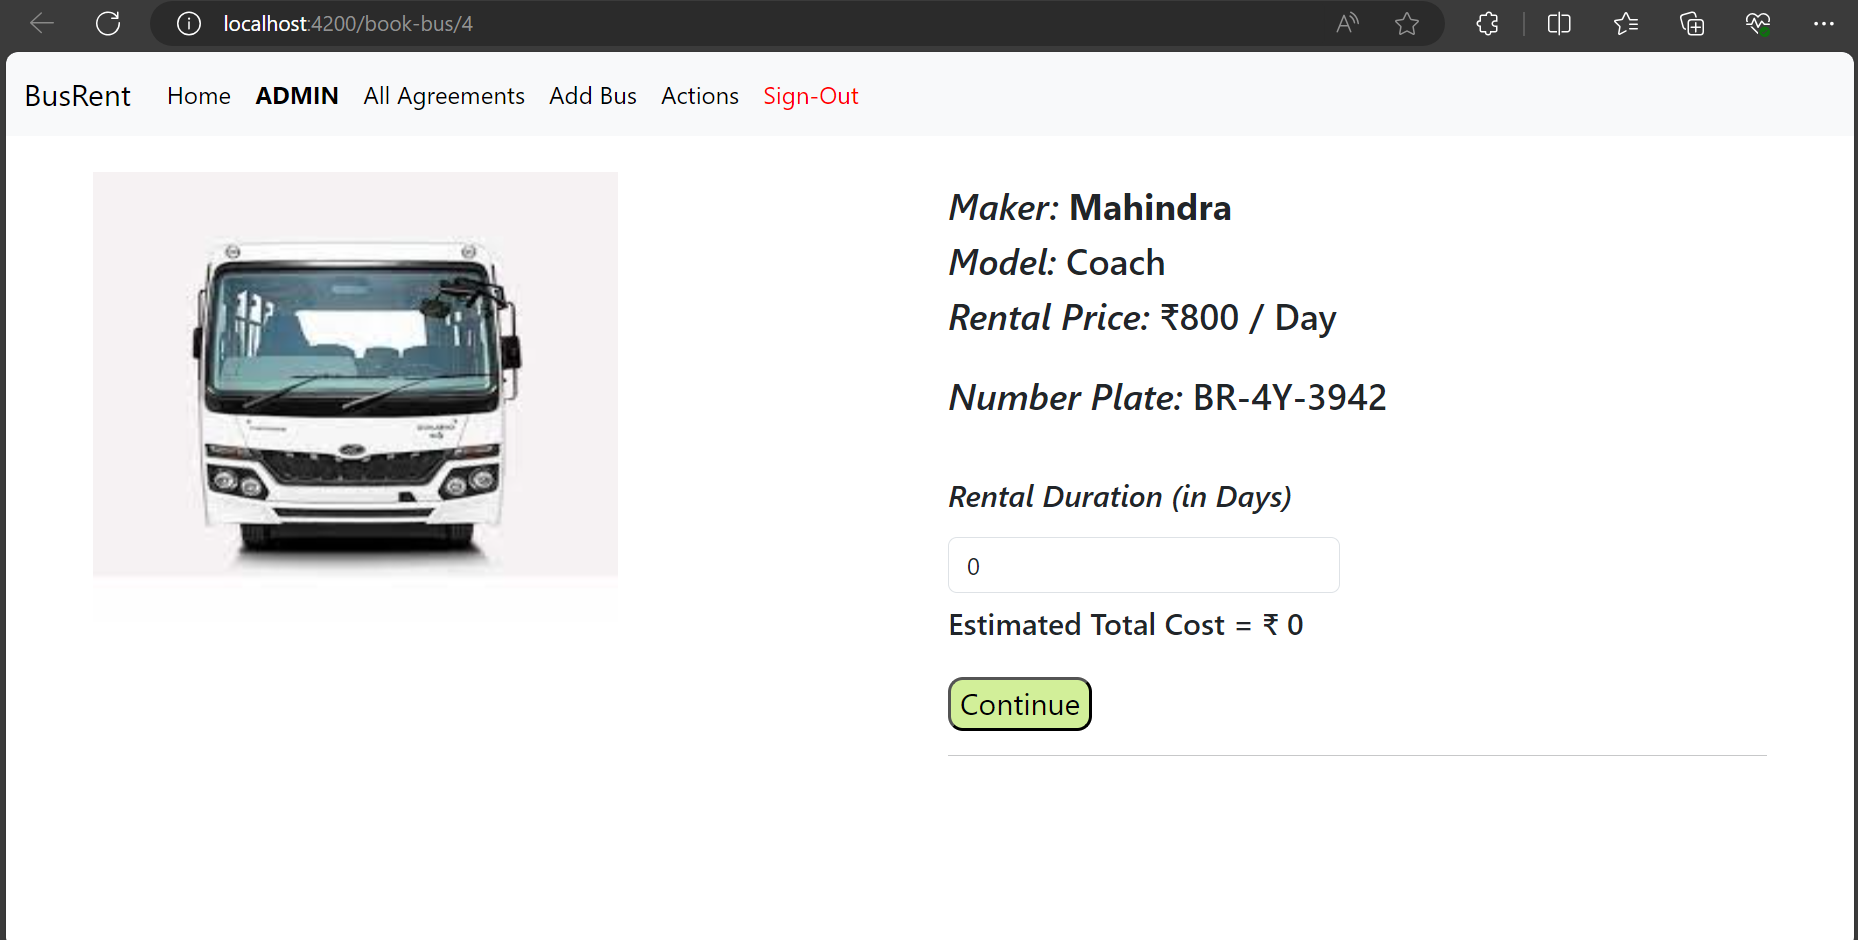 localhost:4200/book-bus/4
BusRent Home ADMIN All Agreements Add Bus Actions Sign-Out
Maker: Mahindra
Model: Coach
Rental Price: ₹800 / Day
Number Plate: BR-4Y-3942
Rental Duration (in Days)
0
Estimated Total Cost = ₹ 0
Continue